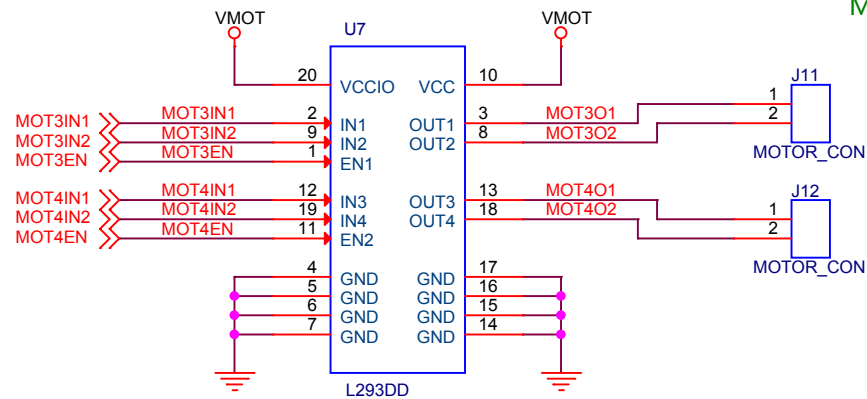 M
VMOT
U7
VMOT
20 VCCIO VCC 10
J11
MOT3IN1 MOT3IN1 2 IN1 OUT1 3 MOT3O1 1
MOT3IN2 MOT3IN2 9 IN2 OUT2 8 MOT3O2 2
MOT3EN MOT3EN 1 EN1
MOTOR_CON
MOT4IN1 MOT4IN1 12 IN3 OUT3 13 MOT4O1
J12
MOT4IN2 MOT4IN2 19 IN4 OUT4 18 MOT4O2 1
MOT4EN MOT4EN 11 EN2 2
MOTOR_CON
4 GND GND 17
5 GND GND 16
6 GND GND 15
7 GND GND 14
L293DD